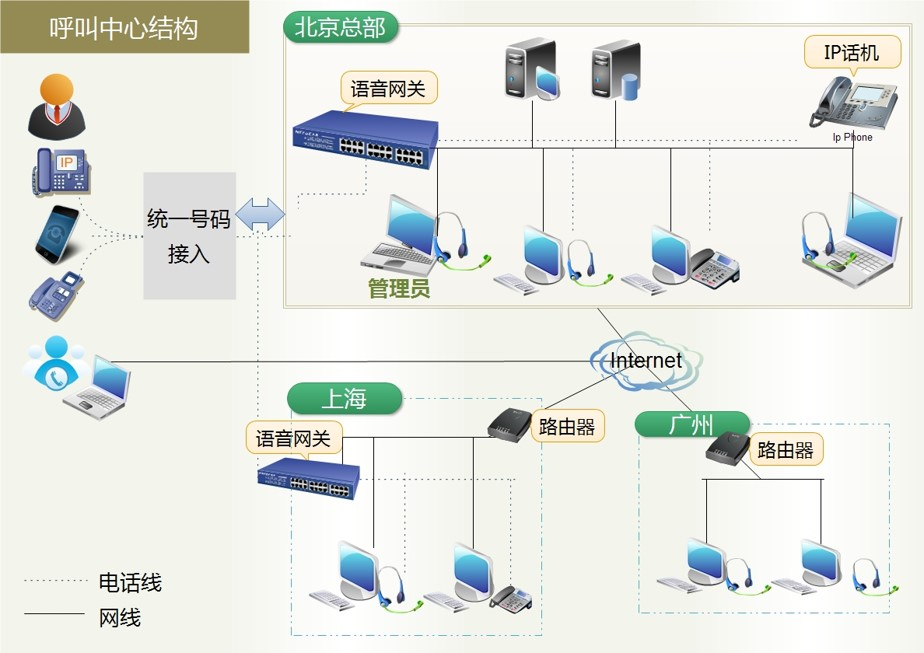 呼叫中心结构
北京总部
IP话机
语音网关
Ip Phone
IP
统一号码
接入
管理员
Internet
上海
路由器
广州
语音网关
路由器
电话线
网线